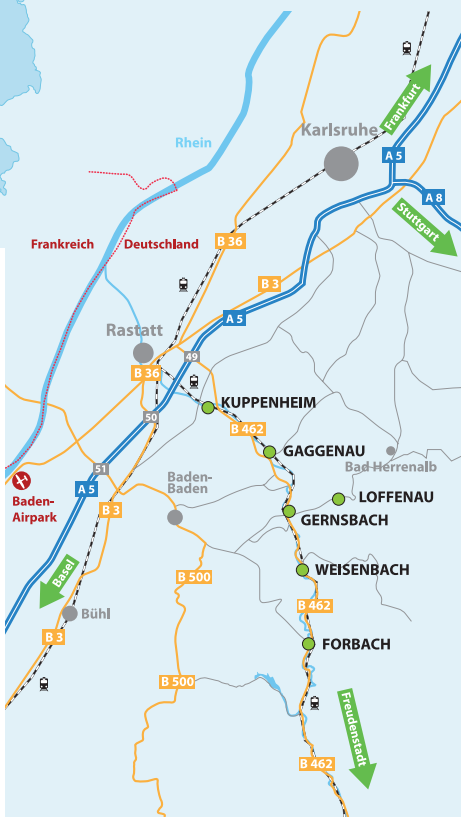 Frankfurt
Karlsruhe
Rhein
A 5
A 8
Stuttgart
Frankreich
Deutschland
B 36
B 3
A 5
Rastatt
49
B 36
KUPPENHEIM
50
B 462
GAGGENAU
Bad Herrenalb
51
Baden-
Baden
A 5
LOFFENAU
Baden-
Airpark
B 3
GERNSBACH
Basel
WEISENBACH
B 500
B 462
Bühl
B 3
FORBACH
B 500
Freudenstadt
B 462